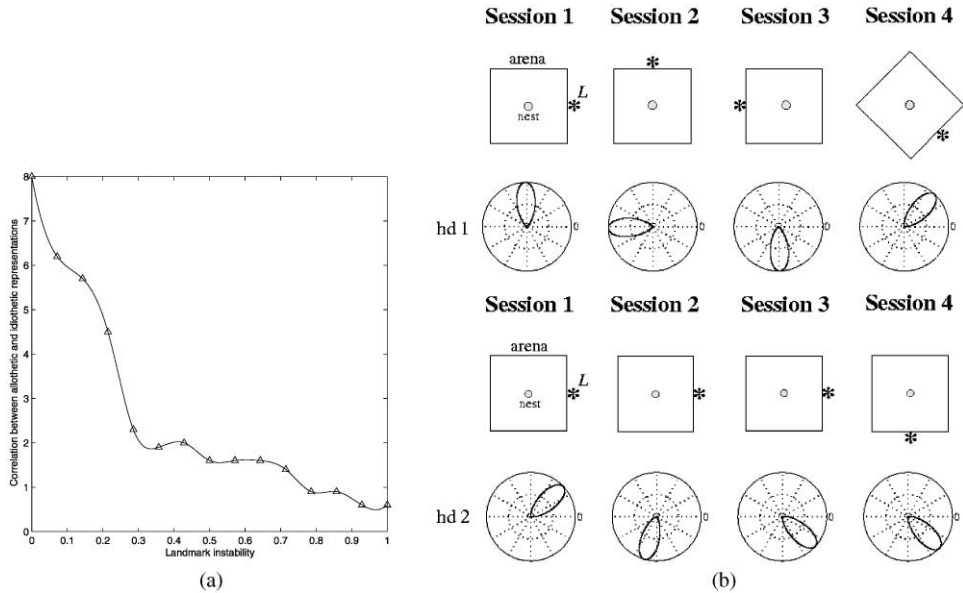 Session 1 Session 2 Session 3 Session 4
arena
L
nest
hd 1
0 0 0 0
Session 1 Session 2 Session 3 Session 4
arena
L
nest
hd 2
0 0 0 0
Correlation between allothetic and idiothetic representations
8
7
6
5
4
3
2
1
0
0 0.1 0.2 0.3 0.4 0.5 0.6 0.7 0.8 0.9 1
Landmark instability
(a)
(b)